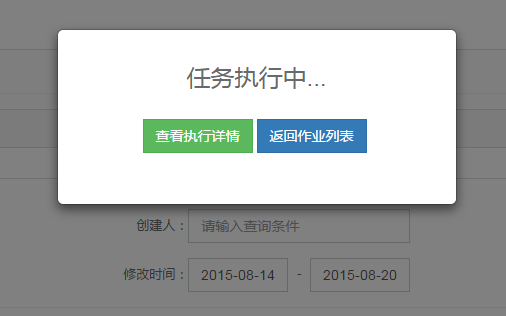 任务执行中...
查看执行详情 返回作业列表
创建人： 请输入查询条件
修改时间： 2015-08-14 - 2015-08-20